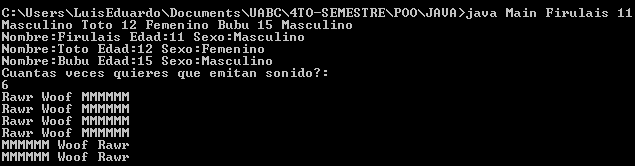 C:\Users\LuisEduardo\Documents\UABC\4TO-SEMESTRE\POO\JAVA>java Main Firulais 11
Masculino Toto 12 Femenino Bubu 15 Masculino
Nombre:Firulais Edad:11 Sexo:Masculino
Nombre:Toto Edad:12 Sexo:Femenino
Nombre:Bubu Edad:15 Sexo:Masculino
Cuantas veces quieres que emitan sonido?:
6
Rawr Woof MMMMMM
Rawr Woof MMMMMM
Rawr Woof MMMMMM
Rawr Woof MMMMMM
MMMMMM Woof Rawr
MMMMMM Woof Rawr